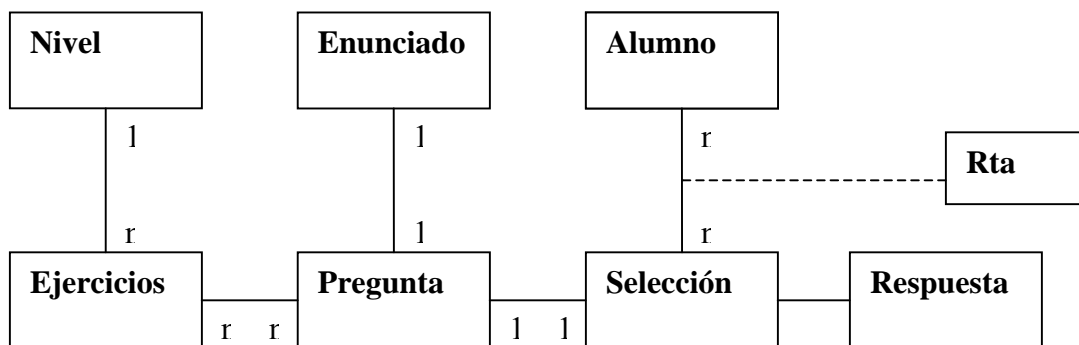 Nivel Enunciado Alumno
1 1 n
Rta
n 1 n
Ejercicios Pregunta Selección Respuesta
n n 1 1